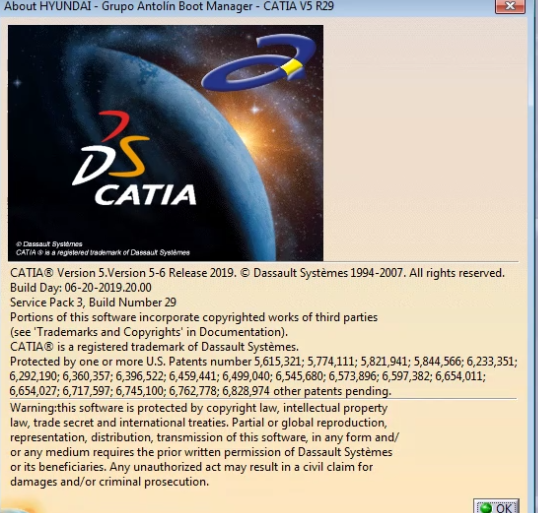 About HYUNDAI - Grupo Antolín Boot Manager - CATIA V5 R29
DS
CATIA
© Dassault Systèmes
CATIA ® is a registered trademark of Dassault Systèmes
CATIA® Version 5.Version 5-6 Release 2019. © Dassault Systèmes 1994-2007. All rights reserved.
Build Day: 06-20-2019.20.00
Service Pack 3, Build Number 29
Portions of this software incorporate copyrighted works of third parties
(see 'Trademarks and Copyrights' in Documentation).
CATIA® is a registered trademark of Dassault Systèmes.
Protected by one or more U.S. Patents number 5,615,321; 5,774,111; 5,821,941; 5,844,566; 6,233,351;
6,292,190; 6,360,357; 6,396,522; 6,459,441; 6,499,040; 6,545,680; 6,573,896; 6,597,382; 6,654,011;
6,654,027; 6,717,597; 6,745,100; 6,762,778; 6,828,974 other patents pending.
Warning:this software is protected by copyright law, intellectual property
law, trade secret and international treaties. Partial or global reproduction,
representation, distribution, transmission of this software, in any form and/
or any medium requires the prior written permission of Dassault Systèmes
or its beneficiaries. Any unauthorized act may result in a civil claim for
damages and/or criminal prosecution.
OK